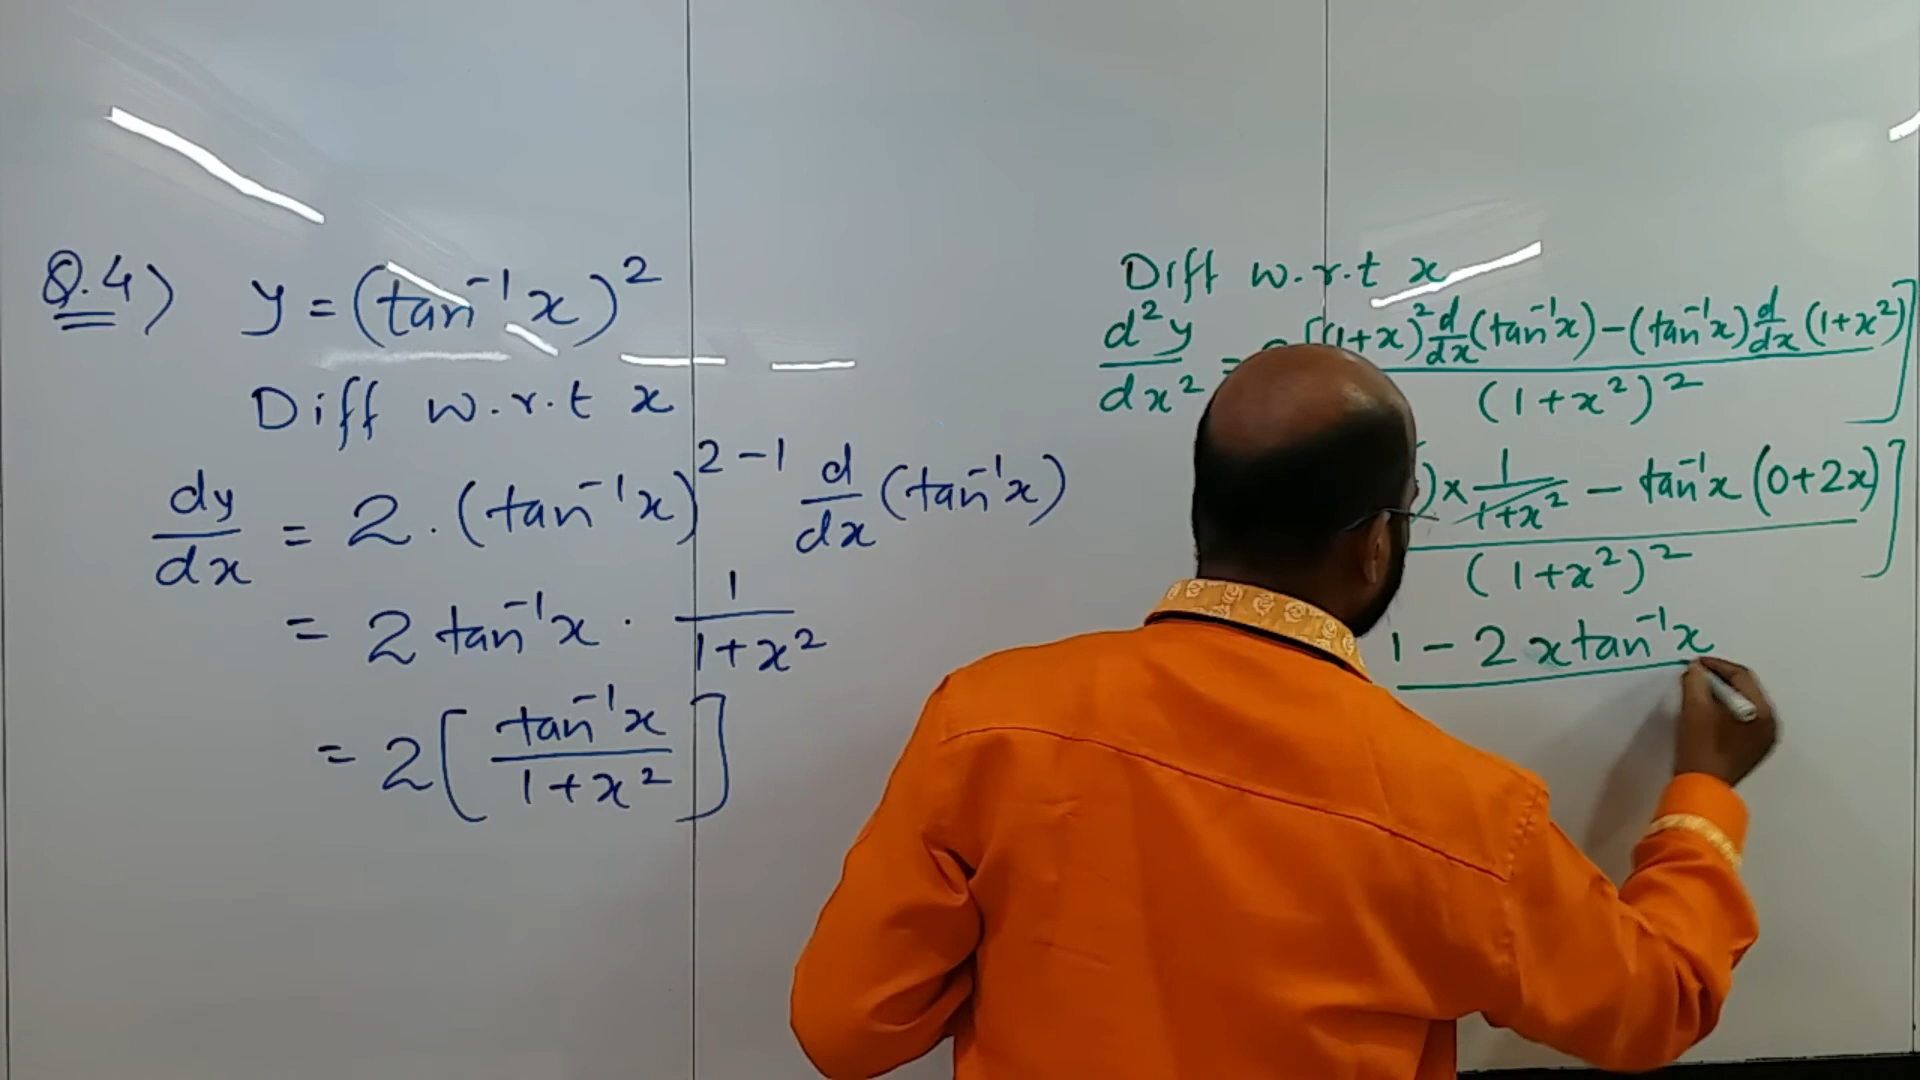 Q.4) y = (tan⁻¹x)²
Diff w.r.t x
dy/dx = 2 · (tan⁻¹x)²⁻¹ d/dx (tan⁻¹x)
= 2 tan⁻¹x · 1/(1+x²)
= 2 [ tan⁻¹x / (1+x²) ]
Diff w.r.t x
d²y/dx² = [(1+x)² d/dx (tan⁻¹x) − (tan⁻¹x) d/dx (1+x²) / (1+x²)² ]
) × 1/(1+x²) − tan⁻¹x (0+2x) / (1+x²)² ]
1 − 2 x tan⁻¹x